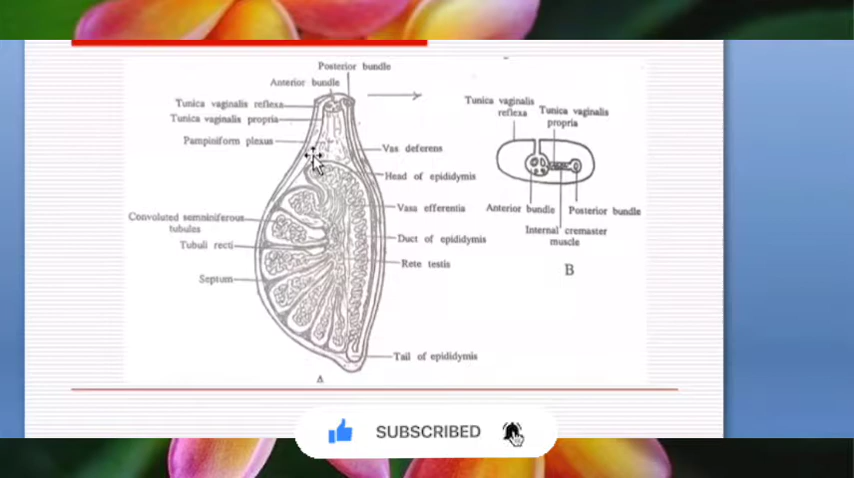 Posterior bundle
Anterior bundle
Tunica vaginalis reflexa
Tunica vaginalis propria
Pampiniform plexus
Vas deferens
Head of epididymis
Vasa efferentia
Convoluted semniniferous
tubules
Duct of epididymis
Tubuli recti
Rete testis
Septum
Tail of epididymis
A
Tunica vaginalis
reflexa
Tunica vaginalis
propria
Anterior bundle
Posterior bundle
Internal cremaster
muscle
B
SUBSCRIBED